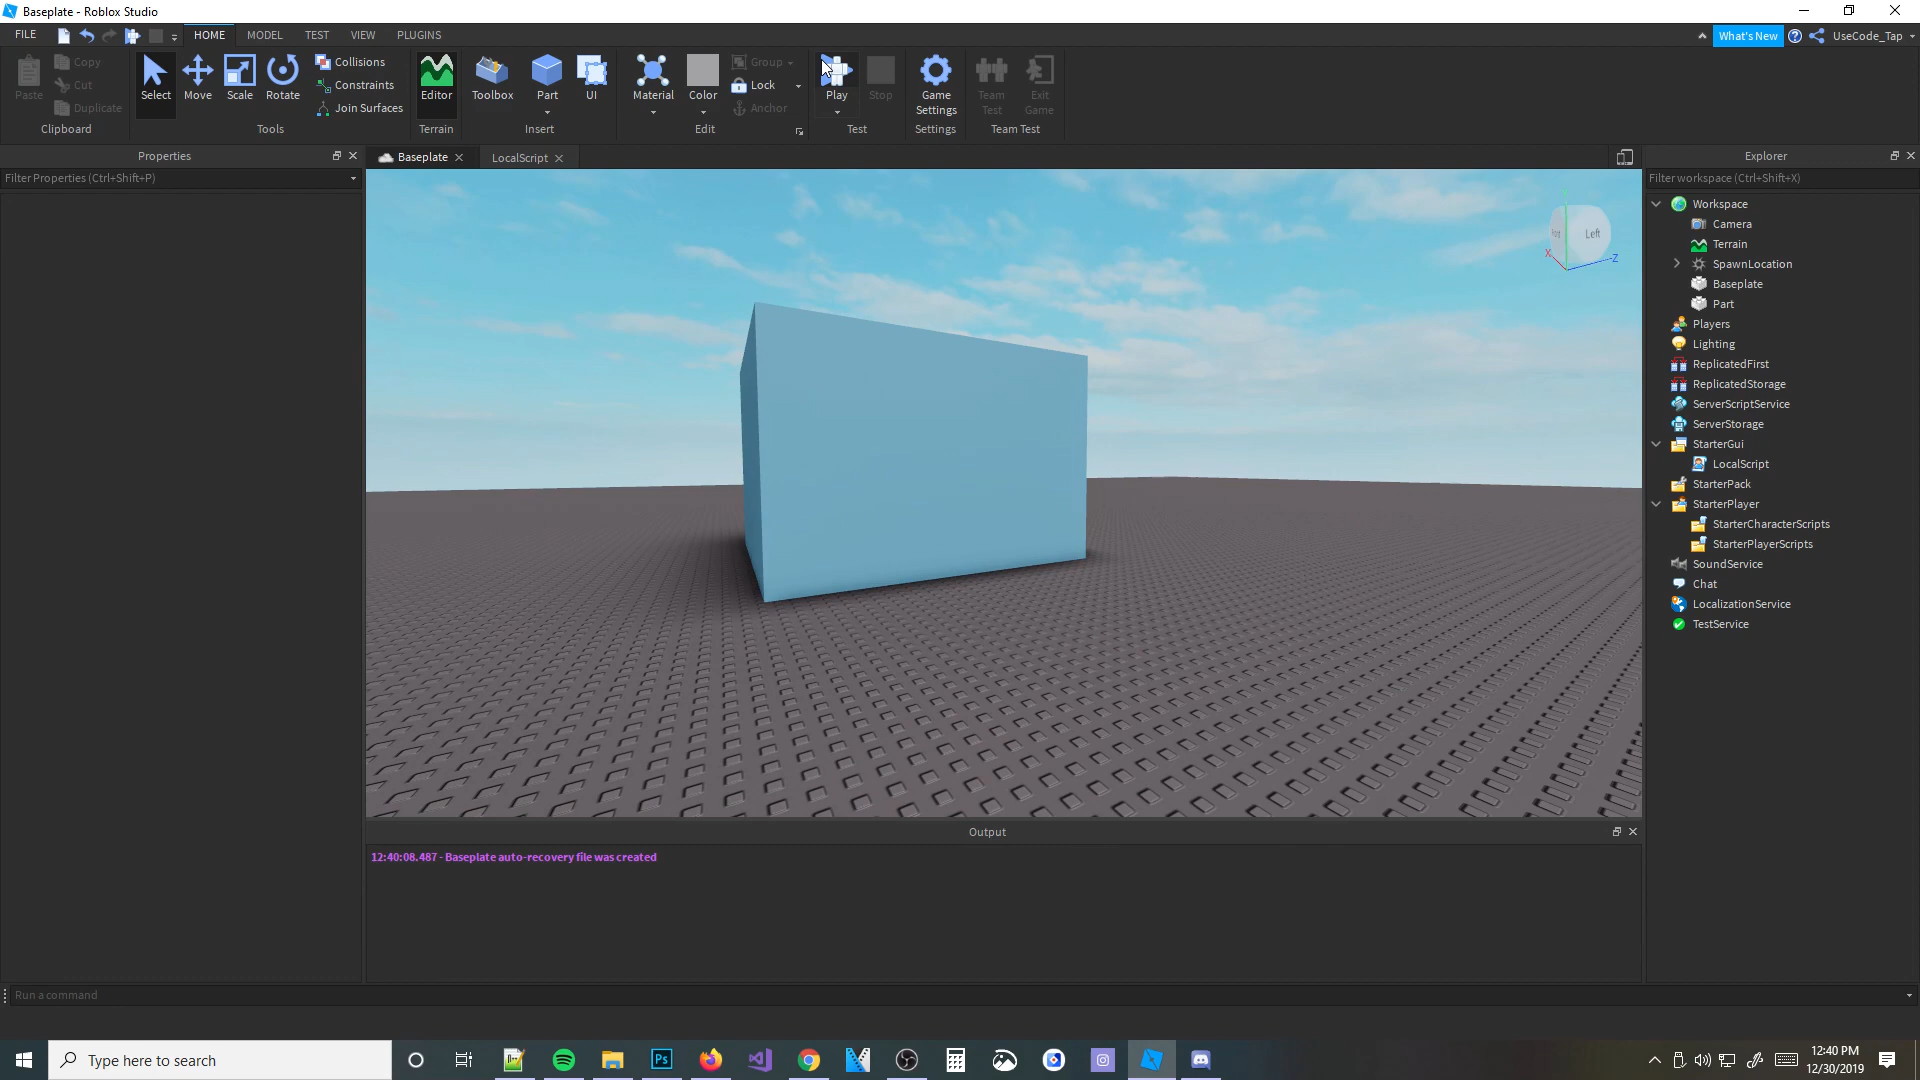 Baseplate - Roblox Studio
FILE
HOME
MODEL
TEST
VIEW
PLUGINS
What's New
UseCode_Tap
Paste
Copy
Cut
Duplicate
Clipboard
Select
Move
Scale
Rotate
Collisions
Constraints
Join Surfaces
Tools
Editor
Terrain
Toolbox
Part
UI
Insert
Material
Color
Group
Lock
Anchor
Edit
Play
Stop
Test
Game
Settings
Settings
Team
Test
Exit
Game
Team Test
Properties
Filter Properties (Ctrl+Shift+P)
Baseplate
LocalScript
Left
X
-Z
Explorer
Filter workspace (Ctrl+Shift+X)
Workspace
Camera
Terrain
SpawnLocation
Baseplate
Part
Players
Lighting
ReplicatedFirst
ReplicatedStorage
ServerScriptService
ServerStorage
StarterGui
LocalScript
StarterPack
StarterPlayer
StarterCharacterScripts
StarterPlayerScripts
SoundService
Chat
LocalizationService
TestService
Output
12:40:08.487 - Baseplate auto-recovery file was created
Run a command
Type here to search
Ps
12:40 PM
12/30/2019